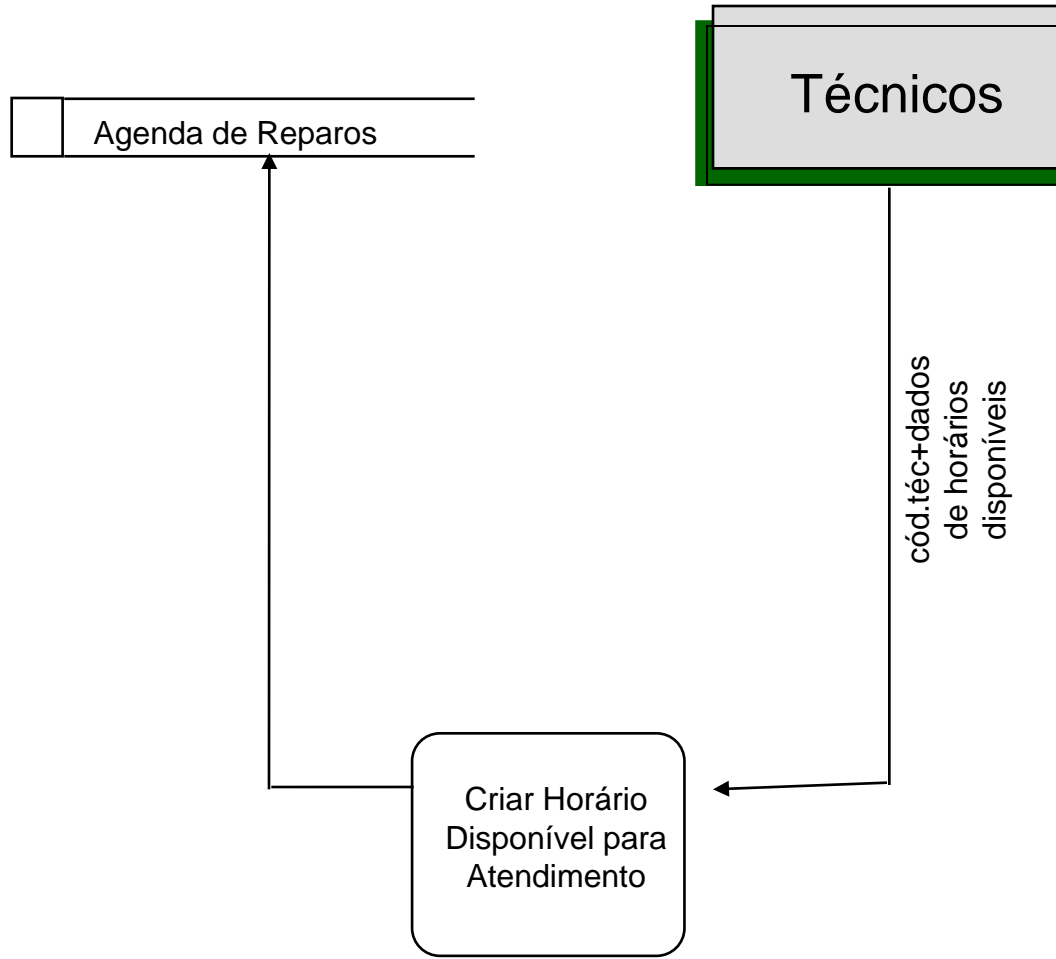 Técnicos
Agenda de Reparos
cód.téc+dados
de horários
disponíveis
Criar Horário
Disponível para
Atendimento